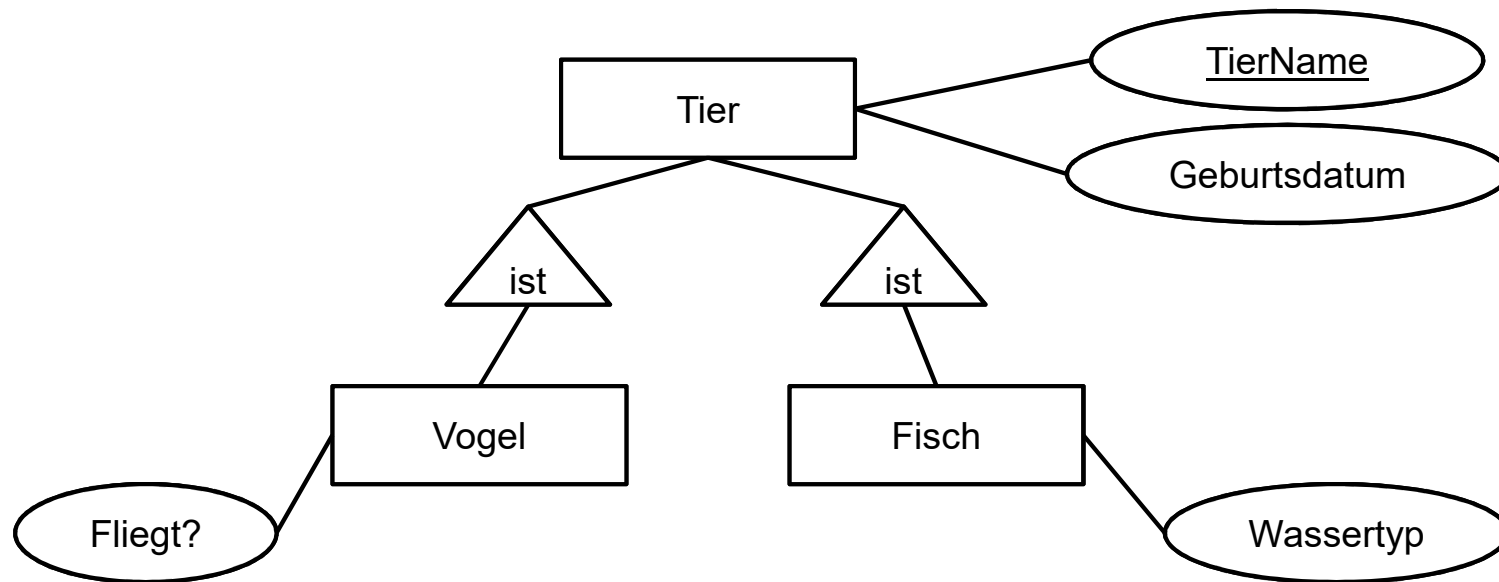 TierName
Tier
Geburtsdatum
ist
ist
Vogel
Fisch
Fliegt?
Wassertyp